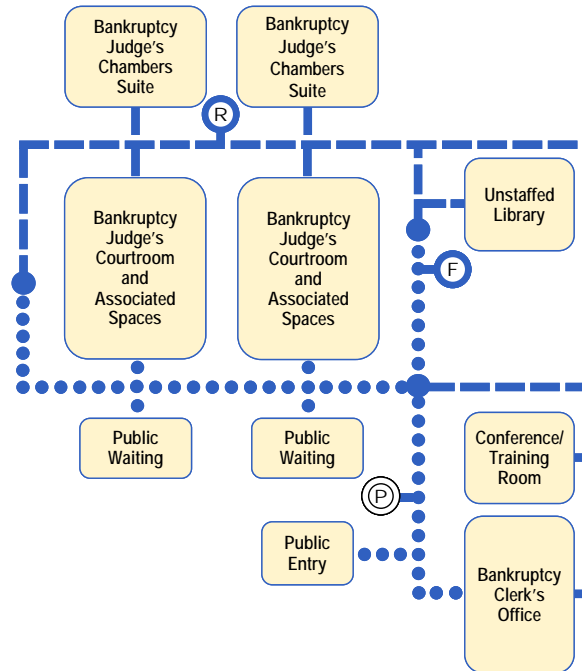 Bankruptcy
Judge's
Chambers
Suite
Bankruptcy
Judge's
Chambers
Suite
R
Bankruptcy
Judge's
Courtroom
and
Associated
Spaces
Bankruptcy
Judge's
Courtroom
and
Associated
Spaces
Unstaffed
Library
F
Public
Waiting
Public
Waiting
Conference/
Training
Room
P
Public
Entry
Bankruptcy
Clerk's
Office